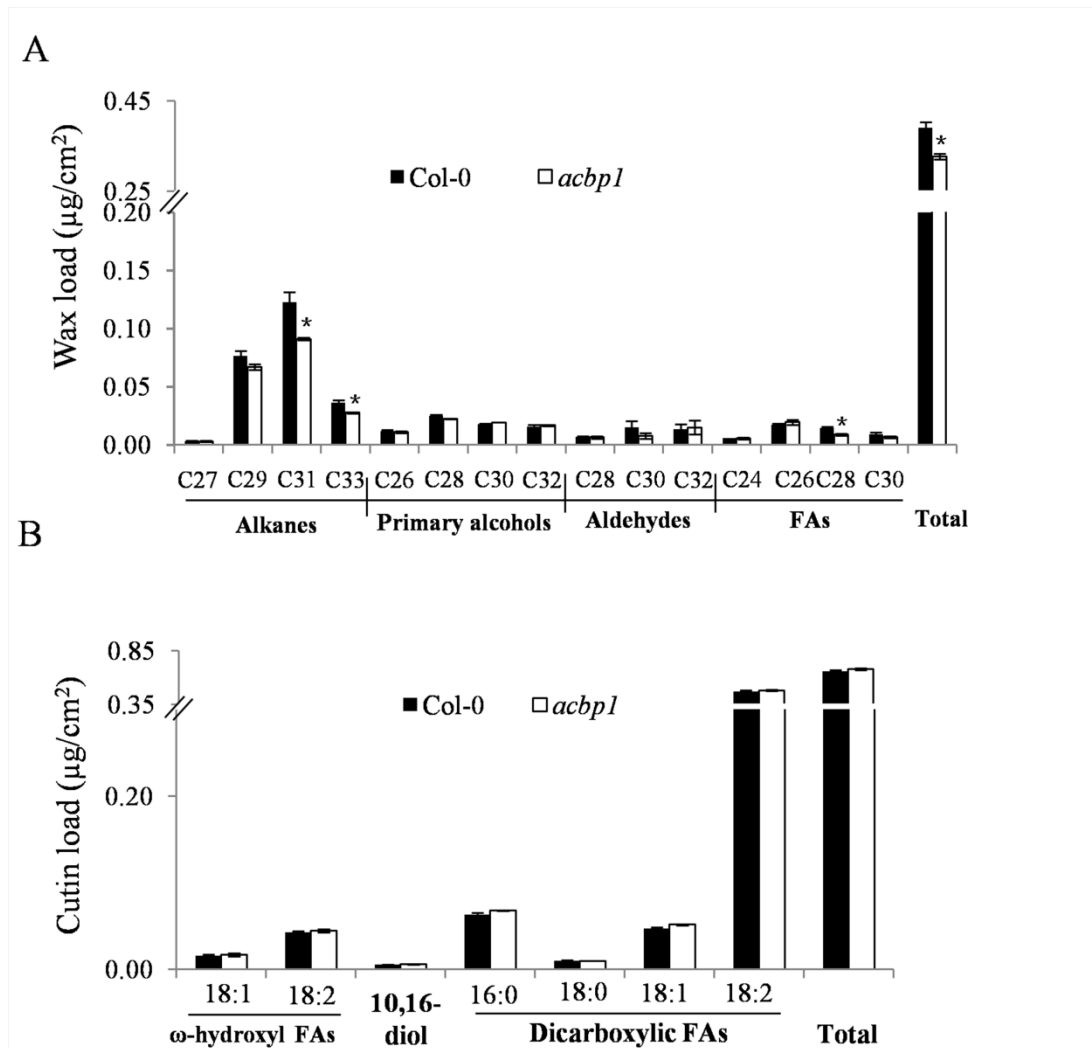 A
Wax load (µg/cm²)
0.45
0.25
0.20
0.15
0.10
0.05
0.00
Col-0 acbp1
*
*
*
*
C27 C29 C31 C33 C26 C28 C30 C32 C28 C30 C32 C24 C26 C28 C30
Alkanes Primary alcohols Aldehydes FAs Total
B
Cutin load (µg/cm²)
0.85
0.35
0.20
0.00
Col-0 acbp1
18:1 18:2 16:0 18:0 18:1 18:2
ω-hydroxyl FAs 10,16- Dicarboxylic FAs Total
diol